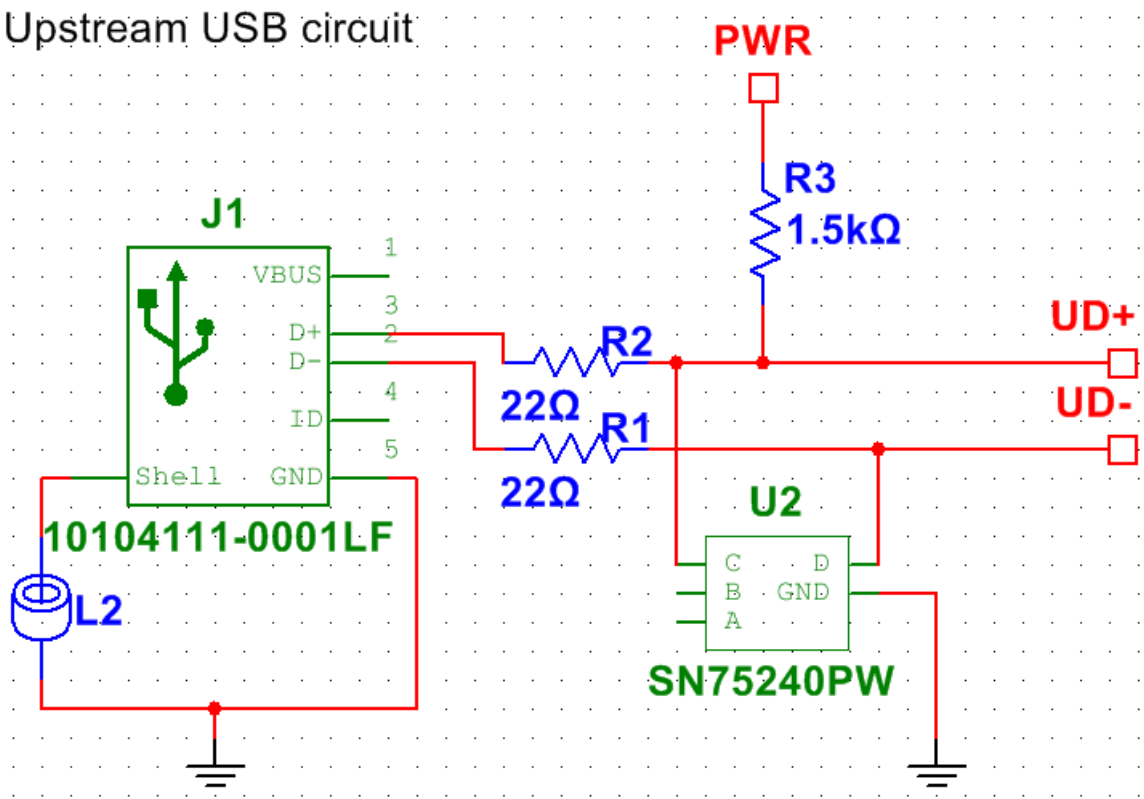 Upstream USB circuit
PWR
R3
1.5kΩ
J1
1
VBUS
3
D+
2
D-
4
ID
5
Shell
GND
10104111-0001LF
L2
R2
22Ω
R1
22Ω
UD+
UD-
U2
C
D
B
GND
A
SN75240PW